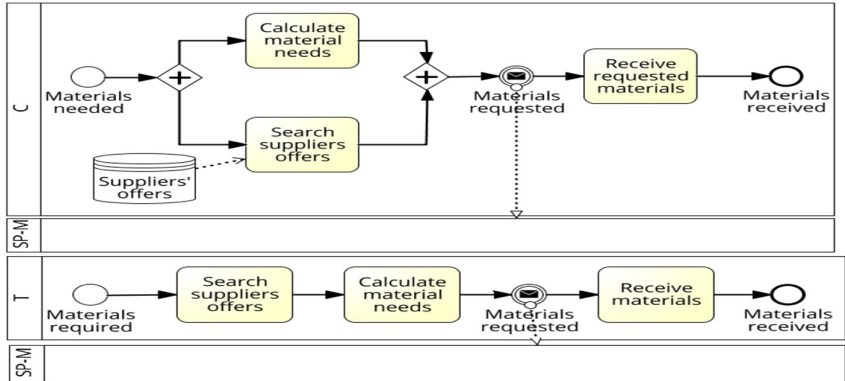 C
Materials
needed
Calculate
material
needs
Search
suppliers
offers
Suppliers'
offers
Materials
requested
Receive
requested
materials
Materials
received
SP-M
T
Materials
required
Search
suppliers
offers
Calculate
material
needs
Materials
requested
Receive
materials
Materials
received
SP-M